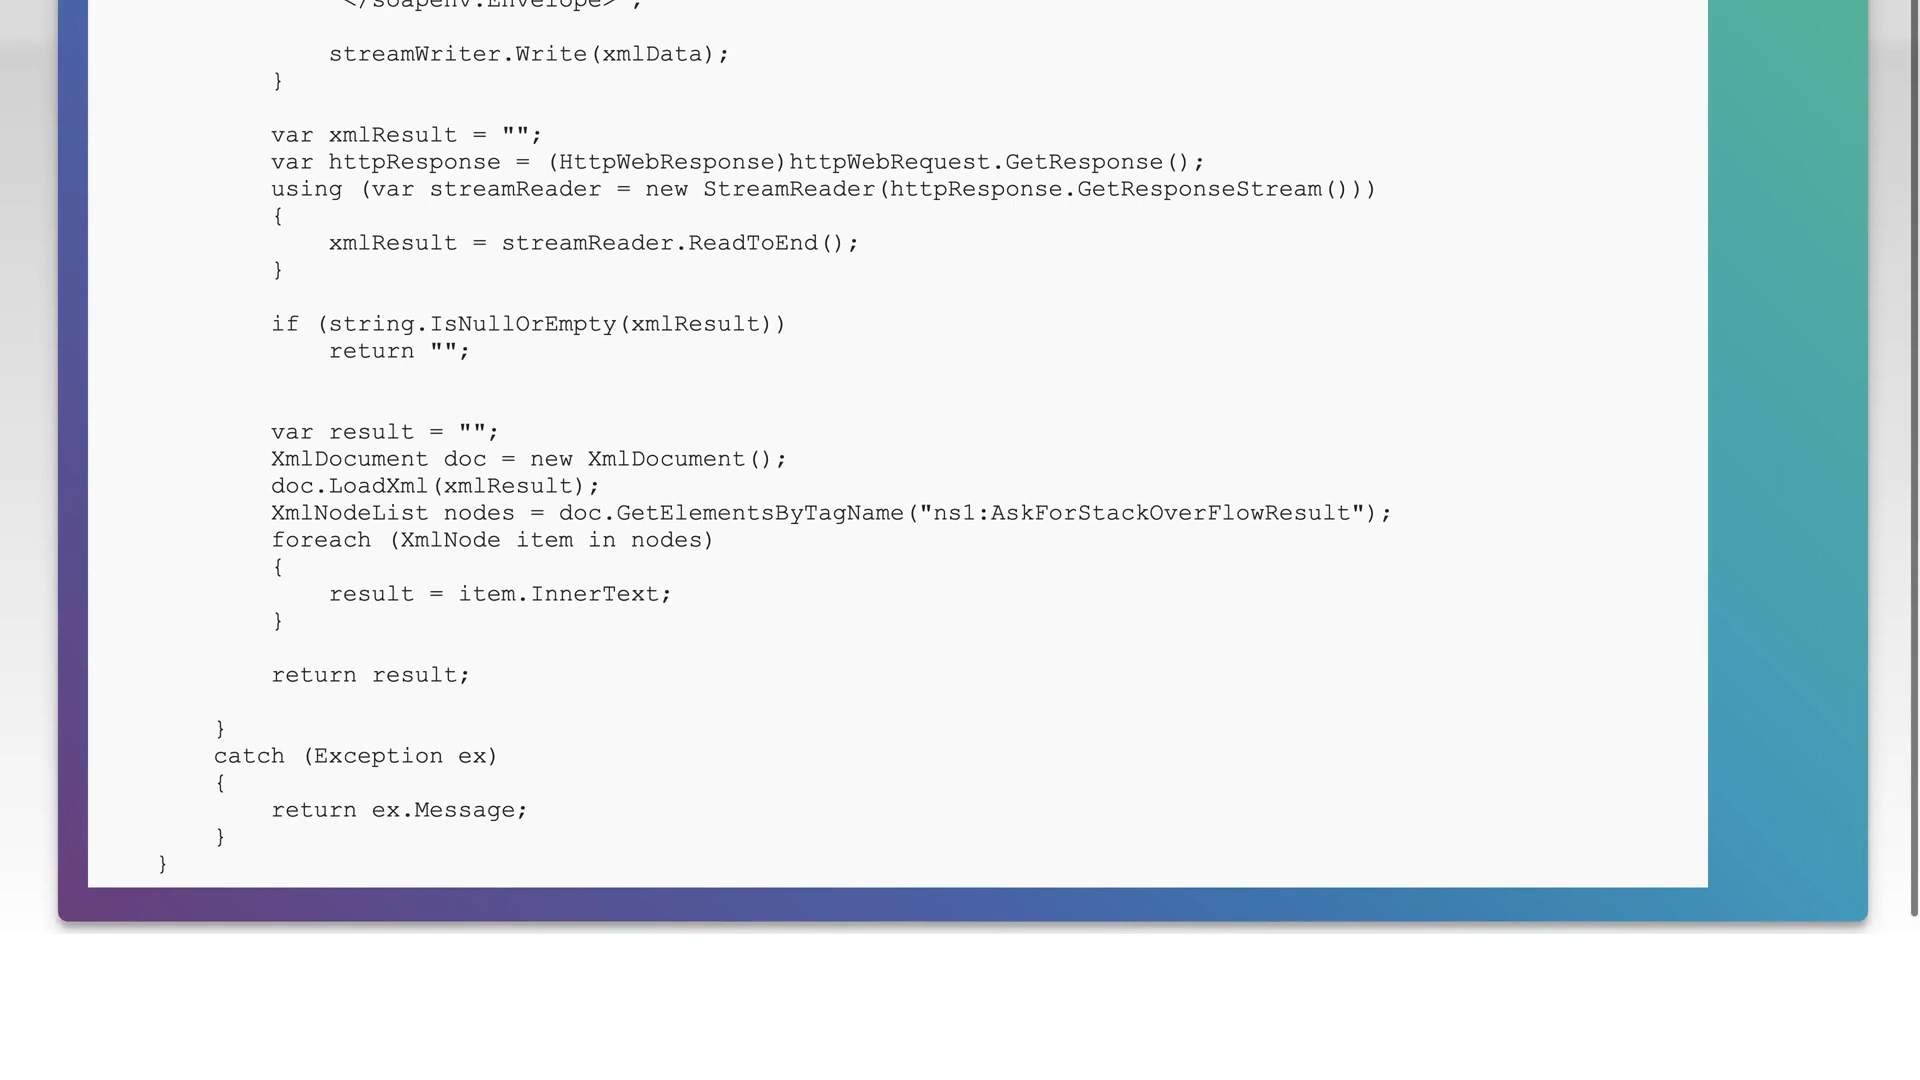 </soapenv:Envelope>";
streamWriter.Write(xmlData);
}
var xmlResult = "";
var httpResponse = (HttpWebResponse)httpWebRequest.GetResponse();
using (var streamReader = new StreamReader(httpResponse.GetResponseStream()))
{
xmlResult = streamReader.ReadToEnd();
}
if (string.IsNullOrEmpty(xmlResult))
return "";
var result = "";
XmlDocument doc = new XmlDocument();
doc.LoadXml(xmlResult);
XmlNodeList nodes = doc.GetElementsByTagName("ns1:AskForStackOverFlowResult");
foreach (XmlNode item in nodes)
{
result = item.InnerText;
}
return result;
}
catch (Exception ex)
{
return ex.Message;
}
}